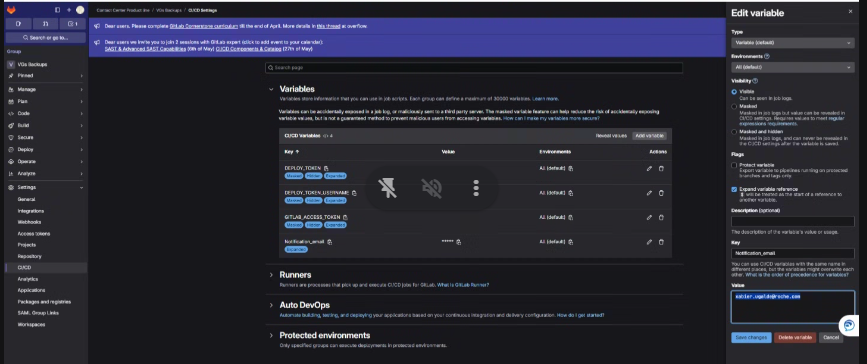 Contact Center Product line / VOs Backups / CI/CD Settings
Search or go to...
Group
VOs Backups
Pinned
Manage
Plan
Code
Build
Secure
Deploy
Operate
Analyze
Settings
General
Integrations
Webhooks
Access tokens
Projects
Repository
CI/CD
Analytics
Applications
Packages and registries
SAML Group Links
Workspaces
Dear users. Please complete GitLab Cornerstone curriculum till the end of April. More details in this thread at overflow.
Dear users we invite you to join 2 sessions with GitLab expert (click to add event to your calendar)
SAST & Advanced SAST Capabilities (6th of May) CI/CD Components & Catalog (27th of May)
Search page
Variables
Variables store information that you can use in job scripts. Each group can define a maximum of 30000 variables. Learn more.
Variables can be accidentally exposed in a job log, or maliciously sent to a third party server. The masked variable feature can help reduce the risk of accidentally exposing
variable values, but is not a guaranteed method to prevent malicious users from accessing variables. How can I make my variables more secure?
CI/CD Variables 4 Reveal values Add variable
Key ↑ Value Environments Actions
DEPLOY_TOKEN All (default)
Masked Hidden Expanded
DEPLOY_TOKEN_USERNAME All (default)
Masked Hidden Expanded
GITLAB_ACCESS_TOKEN All (default)
Masked Hidden Expanded
Notification_email ***** All (default)
Expanded
Runners
Runners are processes that pick up and execute CI/CD jobs for GitLab. What is GitLab Runner?
Auto DevOps
Automate building, testing, and deploying your applications based on your continuous integration and delivery configuration. How do I get started?
Protected environments
Only specified groups can execute deployments in protected environments.
Edit variable
Type
Variable (default)
Environments
All (default)
Visibility
Visible
Can be seen in job logs.
Masked
Masked in job logs but value can be revealed in
CI/CD settings. Requires values to meet regular
expressions requirements.
Masked and hidden
Masked in job logs, and can never be revealed in
the CI/CD settings after the variable is saved.
Flags
Protect variable
Export variable to pipelines running on protected
branches and tags only.
Expand variable reference
$ will be treated as the start of a reference to
another variable.
Description (optional)
The description of the variable's value or usage.
Key
Notification_email
You can use CI/CD variables with the same name in
different places, but the variables might overwrite each
other. What is the order of precedence for variables?
Value
xabier.ugalde@roche.com
Save changes Delete variable Cancel